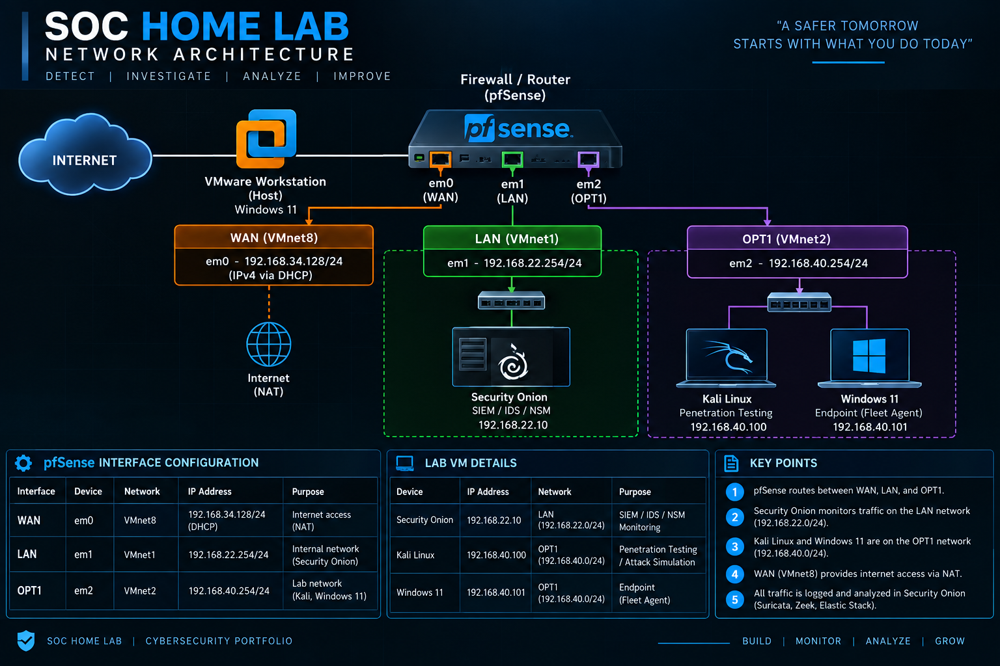 SOC HOME LAB
NETWORK ARCHITECTURE
DETECT | INVESTIGATE | ANALYZE | IMPROVE
“A SAFER TOMORROW
STARTS WITH WHAT YOU DO TODAY”
Firewall / Router
(pfSense)
pfsense
INTERNET
VMware Workstation
(Host)
Windows 11
em0
(WAN)
em1
(LAN)
em2
(OPT1)
WAN (VMnet8)
em0 - 192.168.34.128/24
(IPv4 via DHCP)
Internet
(NAT)
LAN (VMnet1)
em1 - 192.168.22.254/24
Security Onion
SIEM / IDS / NSM
192.168.22.10
OPT1 (VMnet2)
em2 - 192.168.40.254/24
Kali Linux
Penetration Testing
192.168.40.100
Windows 11
Endpoint (Fleet Agent)
192.168.40.101
pfSense INTERFACE CONFIGURATION
Interface Device Network IP Address Purpose
WAN em0 VMnet8 192.168.34.128/24 (DHCP) Internet access (NAT)
LAN em1 VMnet1 192.168.22.254/24 Internal network (Security Onion)
OPT1 em2 VMnet2 192.168.40.254/24 Lab network (Kali, Windows 11)
LAB VM DETAILS
Device IP Address Network Purpose
Security Onion 192.168.22.10 LAN (192.168.22.0/24) SIEM / IDS / NSM Monitoring
Kali Linux 192.168.40.100 OPT1 (192.168.40.0/24) Penetration Testing / Attack Simulation
Windows 11 192.168.40.101 OPT1 (192.168.40.0/24) Endpoint (Fleet Agent)
KEY POINTS
1 pfSense routes between WAN, LAN, and OPT1.
2 Security Onion monitors traffic on the LAN network
(192.168.22.0/24).
3 Kali Linux and Windows 11 are on the OPT1 network
(192.168.40.0/24).
4 WAN (VMnet8) provides internet access via NAT.
5 All traffic is logged and analyzed in Security Onion
(Suricata, Zeek, Elastic Stack).
SOC HOME LAB | CYBERSECURITY PORTFOLIO
BUILD | MONITOR | ANALYZE | GROW